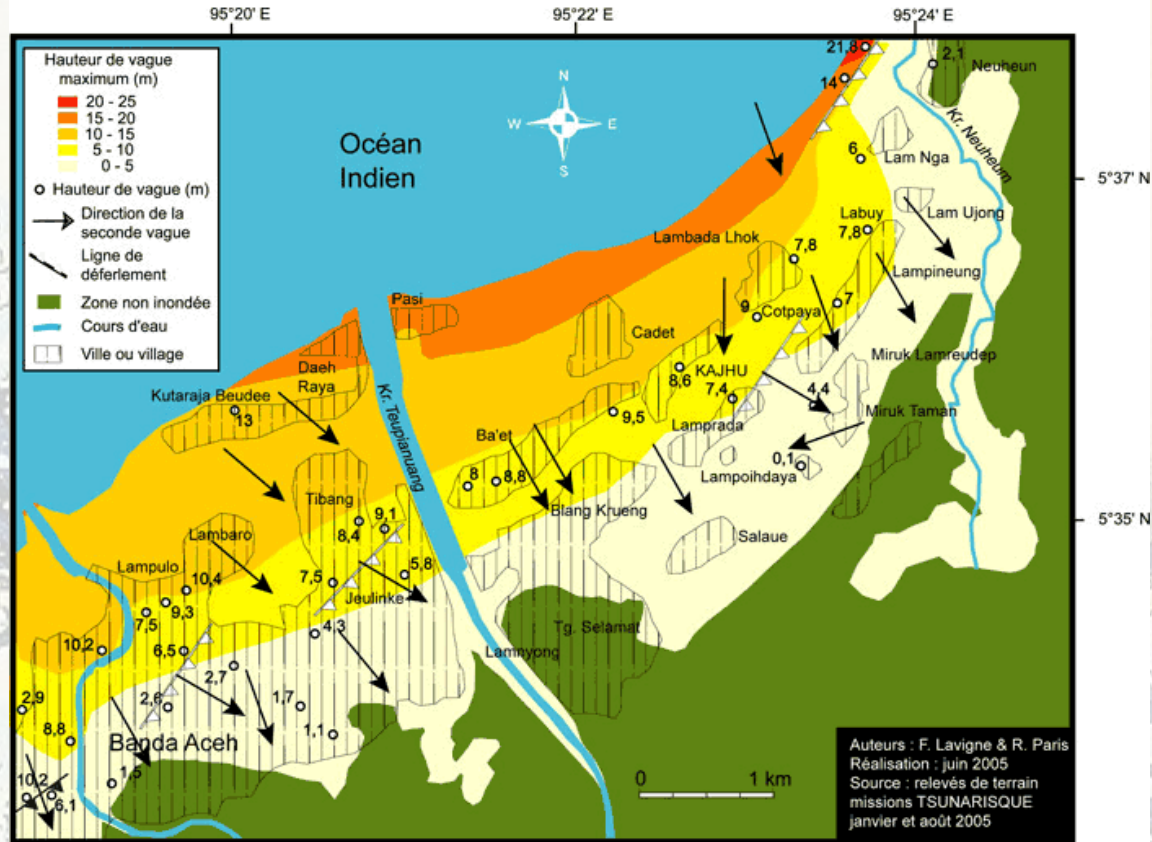 95°20' E
95°22' E
95°24' E
Hauteur de vague
maximum (m)
20 - 25
15 - 20
10 - 15
5 - 10
0 - 5
Hauteur de vague (m)
Direction de la
seconde vague
Ligne de
déferlement
Zone non inondée
Cours d'eau
Ville ou village
N
W
E
S
Océan
Indien
21,8
14
2,1
Neuheun
Kr. Neuheum
6
Lam Nga
5°37' N
Labuy
7,8
Lam Ujong
Lambada Lhok
7,8
Lampineung
Pasi
9
Cotpaya
7
Cadet
Miruk Lamreudep
Daeh
Raya
8,6
KAJHU
7,4
4,4
Kutaraja Beudee
13
Kr. Teupianuang
9,5
Miruk Taman
Lamprada
Ba'et
0,1
Lampoihdaya
8
8,8
Tibang
9,1
8,4
Blang Krueng
5°35' N
Salaue
Lambaro
Lampulo
10,4
7,5
5,8
9,3
7,5
Jeulinke
4,3
Tg. Selamat
10,2
6,5
Lamnyong
2,7
2,9
2,6
1,7
8,8
1,1
Banda Aceh
10,2
1,5
6,1
0
1 km
Auteurs : F. Lavigne & R. Paris
Réalisation : juin 2005
Source : relevés de terrain
missions TSUNARISQUE
janvier et août 2005